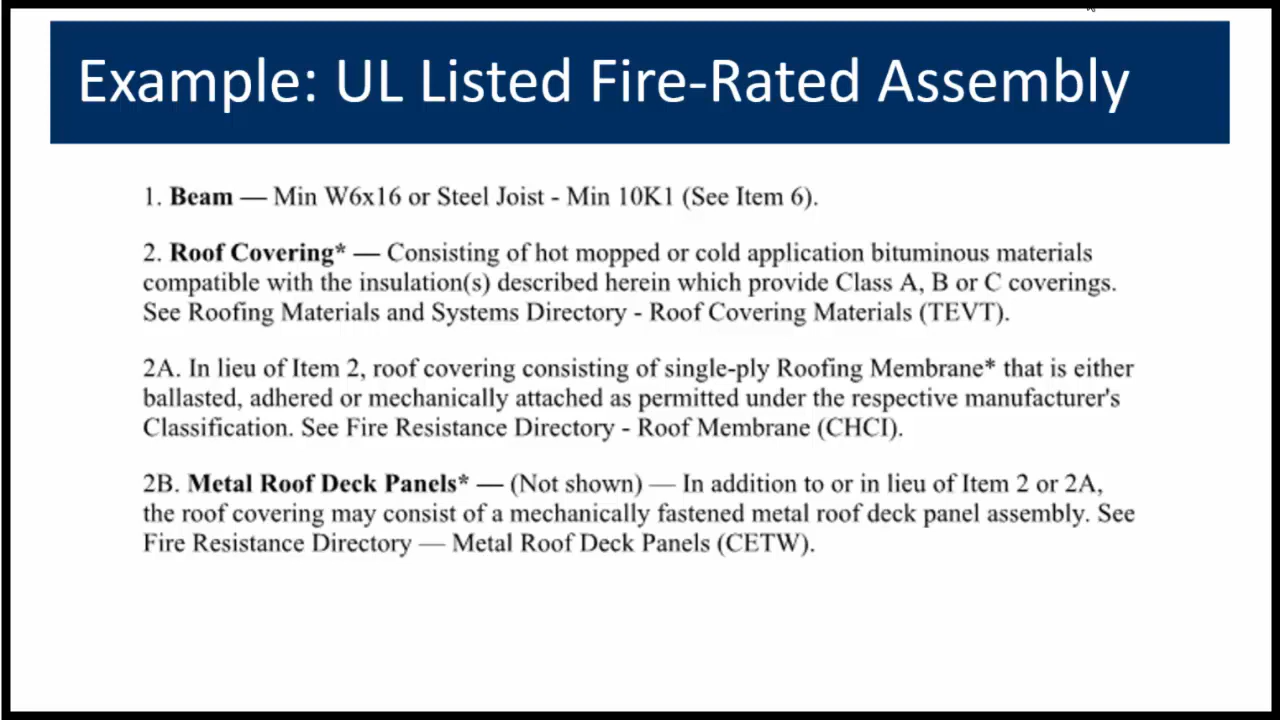 Example: UL Listed Fire-Rated Assembly
1. Beam — Min W6x16 or Steel Joist - Min 10K1 (See Item 6).
2. Roof Covering* — Consisting of hot mopped or cold application bituminous materials
compatible with the insulation(s) described herein which provide Class A, B or C coverings.
See Roofing Materials and Systems Directory - Roof Covering Materials (TEVT).
2A. In lieu of Item 2, roof covering consisting of single-ply Roofing Membrane* that is either
ballasted, adhered or mechanically attached as permitted under the respective manufacturer's
Classification. See Fire Resistance Directory - Roof Membrane (CHCI).
2B. Metal Roof Deck Panels* — (Not shown) — In addition to or in lieu of Item 2 or 2A,
the roof covering may consist of a mechanically fastened metal roof deck panel assembly. See
Fire Resistance Directory — Metal Roof Deck Panels (CETW).